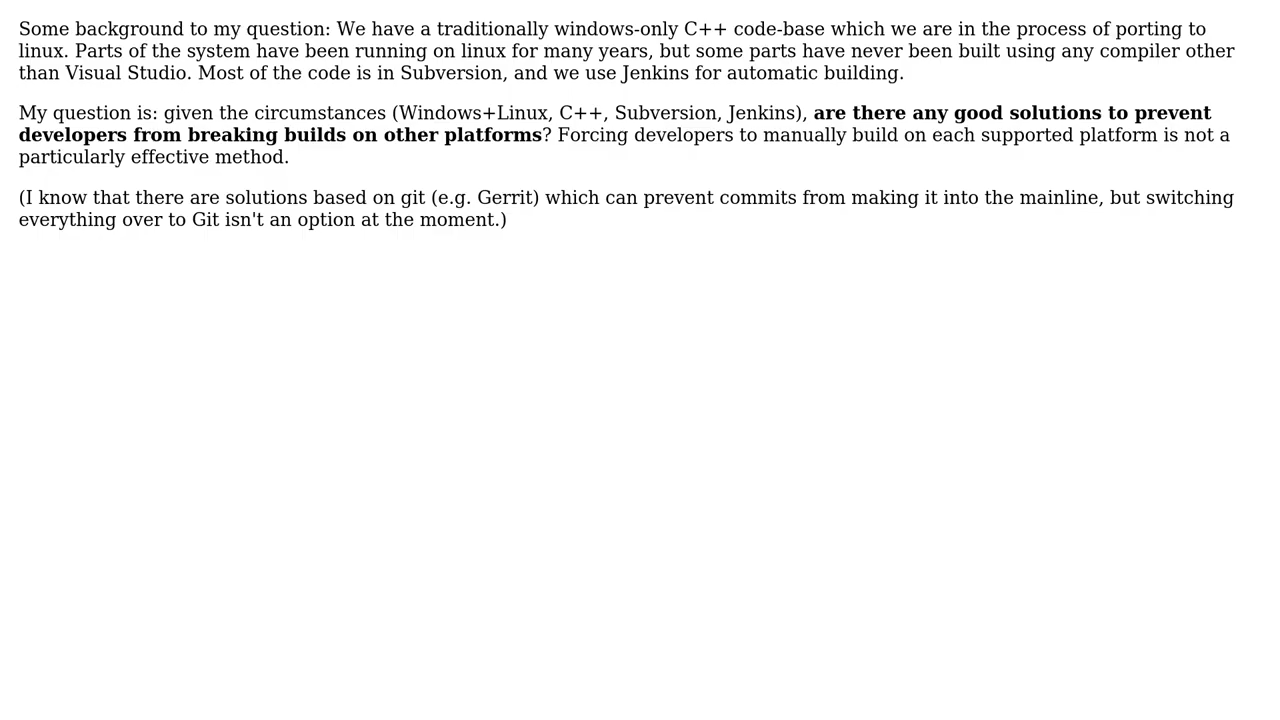 Some background to my question: We have a traditionally windows-only C++ code-base which we are in the process of porting to
linux. Parts of the system have been running on linux for many years, but some parts have never been built using any compiler other
than Visual Studio. Most of the code is in Subversion, and we use Jenkins for automatic building.
My question is: given the circumstances (Windows+Linux, C++, Subversion, Jenkins), are there any good solutions to prevent
developers from breaking builds on other platforms? Forcing developers to manually build on each supported platform is not a
particularly effective method.
(I know that there are solutions based on git (e.g. Gerrit) which can prevent commits from making it into the mainline, but switching
everything over to Git isn't an option at the moment.)